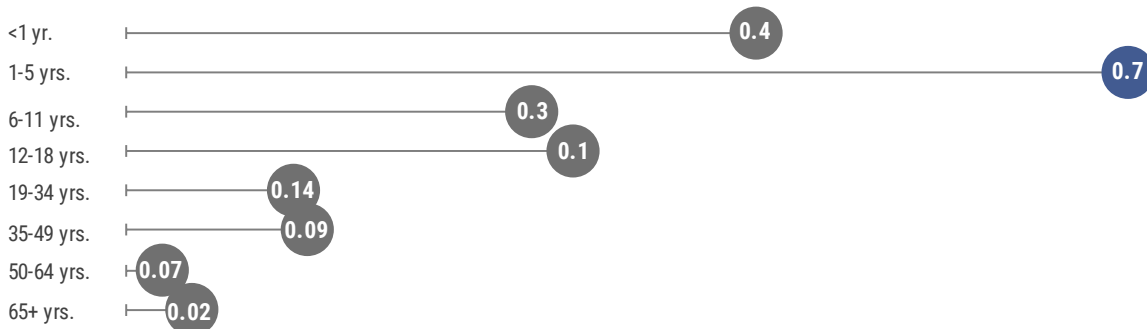 <1 yr. 0.4
1-5 yrs. 0.7
6-11 yrs. 0.3
12-18 yrs. 0.1
19-34 yrs. 0.14
35-49 yrs. 0.09
50-64 yrs. 0.07
65+ yrs. 0.02